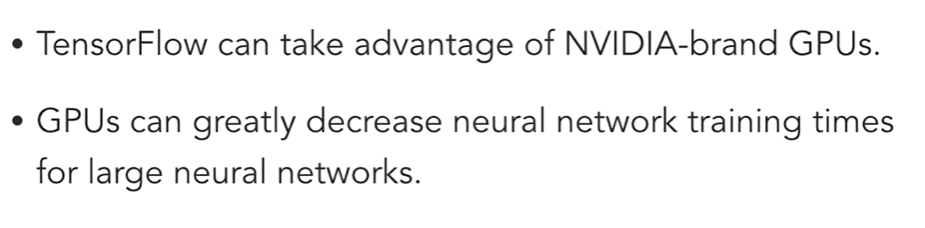 • TensorFlow can take advantage of NVIDIA-brand GPUs.
• GPUs can greatly decrease neural network training times
for large neural networks.